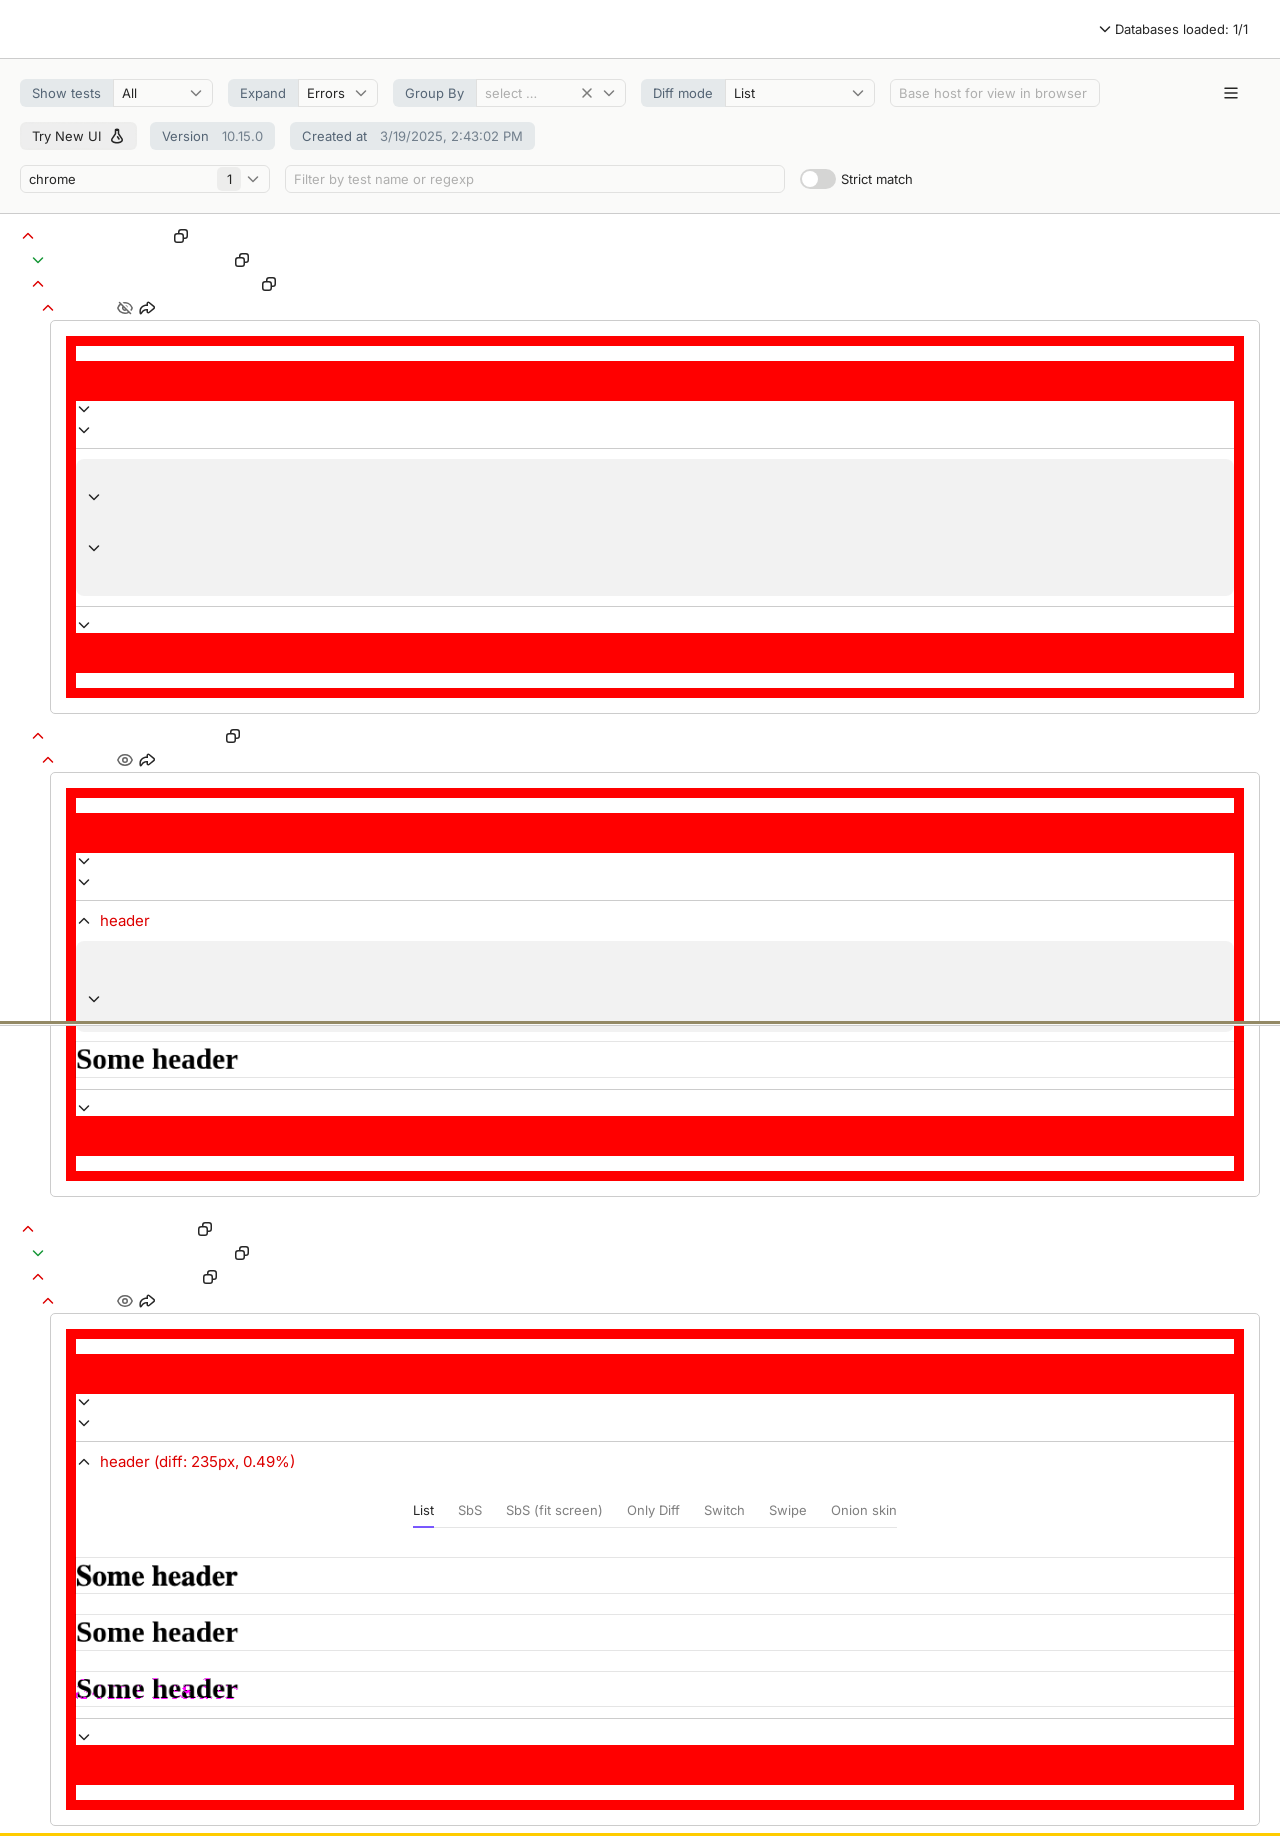 Databases loaded: 1/1
Show tests All Expand Errors Group By select ... Diff mode List Base host for view in browser
Try New UI Version 10.15.0 Created at 3/19/2025, 2:43:02 PM
chrome 1 Filter by test name or regexp Strict match
header
Some header
header (diff: 235px, 0.49%)
List SbS SbS (fit screen) Only Diff Switch Swipe Onion skin
Some header
Some header
Some header